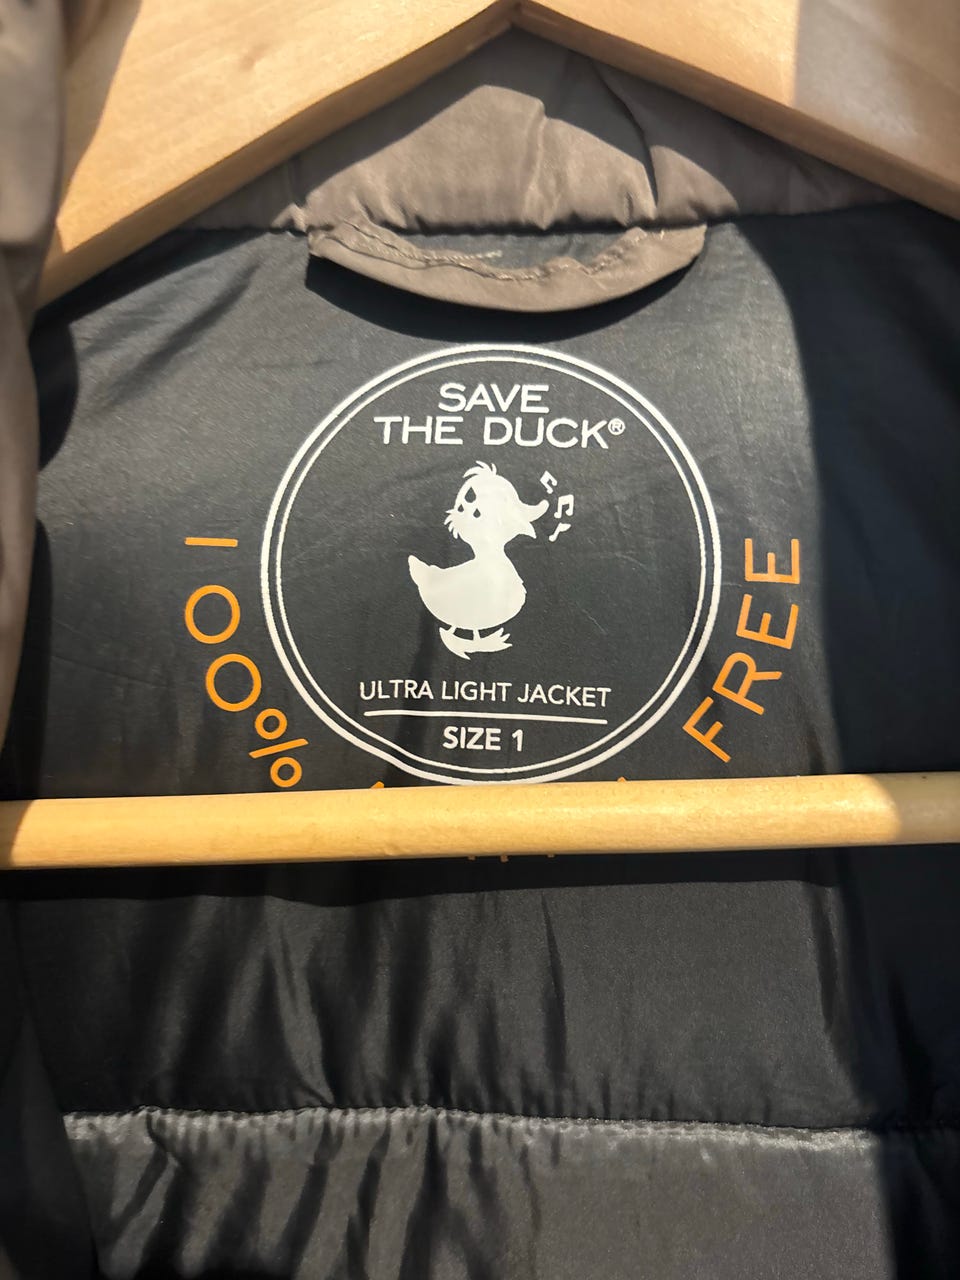 SAVE
THE DUCK®
ULTRA LIGHT JACKET
SIZE 1
100% FREE